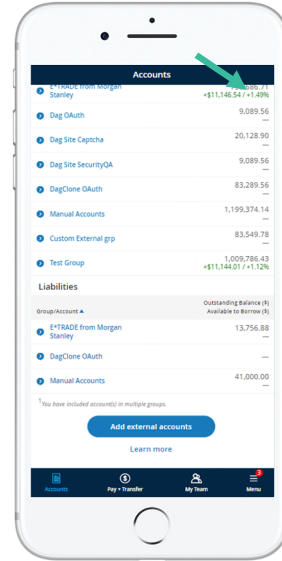 Accounts
E*TRADE from Morgan
Stanley
+$11,146.54 / +1.49%
Dag OAuth
9,089.56
—
Dag Site Captcha
20,128.90
—
Dag Site SecurityQA
9,089.56
—
DagClone OAuth
83,289.56
—
Manual Accounts
1,199,374.14
—
Custom External grp
83,549.78
—
Test Group
1,009,786.43
+$11,144.01 / +1.12%
Liabilities
Group/Account ▲
Outstanding Balance ($)
Available to Borrow ($)
E*TRADE from Morgan
Stanley
13,756.88
—
DagClone OAuth
—
Manual Accounts
41,000.00
—
1You have included account(s) in multiple groups.
Add external accounts
Learn more
3
Accounts Pay + Transfer My Team Menu